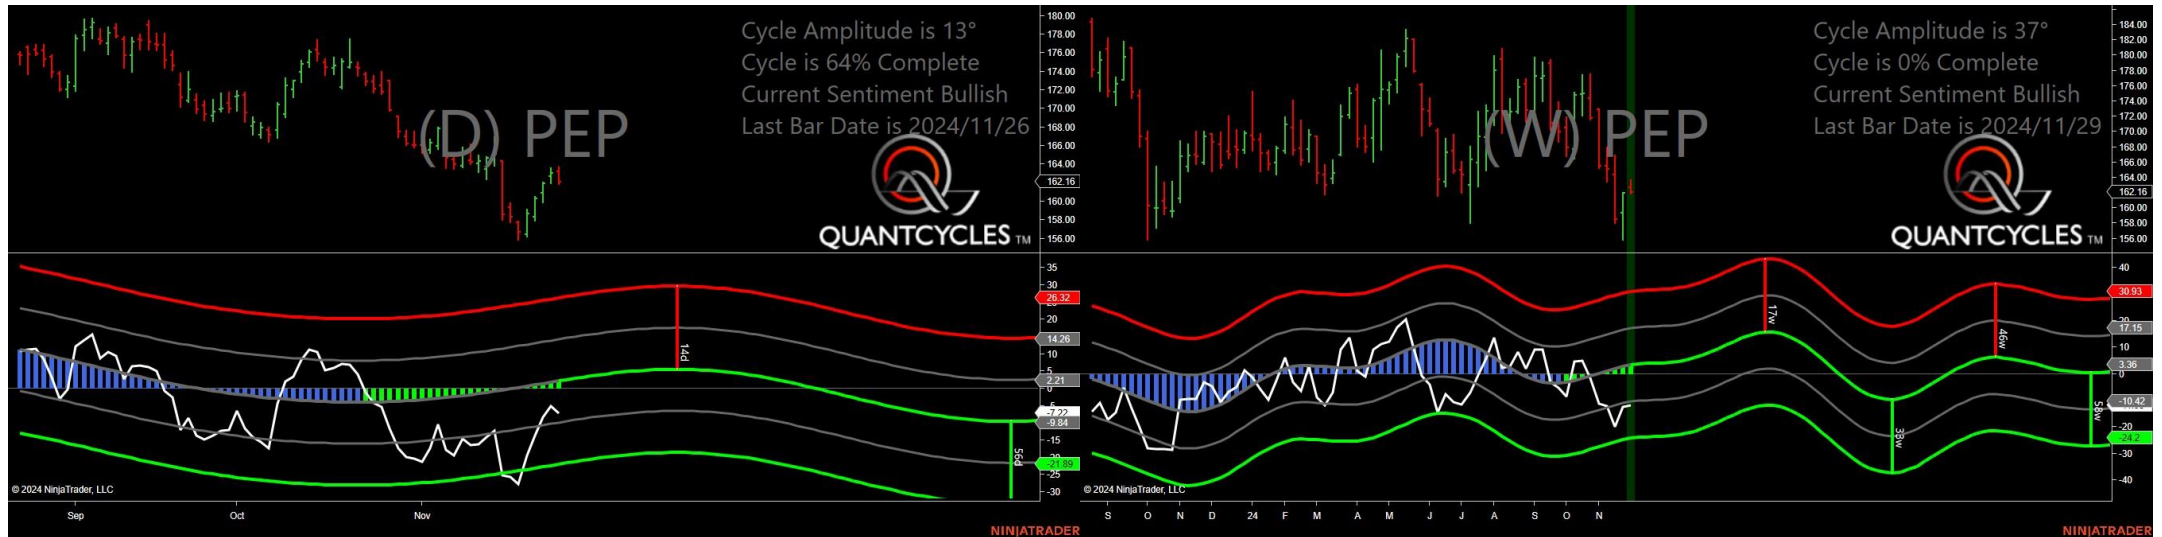 Cycle Amplitude is 13°
Cycle is 64% Complete
Current Sentiment Bullish
Last Bar Date is 2024/11/26
(D) PEP
QUANTCYCLES TM
180.00
178.00
176.00
174.00
172.00
170.00
168.00
166.00
164.00
162.16
160.00
158.00
156.00
35
30
26.32
20
14.26
10
5
2.21
0
-7.22
-9.84
-15
-21.89
-25
-30
14d
56d
© 2024 NinjaTrader, LLC
Sep Oct Nov
NINJATRADER
Cycle Amplitude is 37°
Cycle is 0% Complete
Current Sentiment Bullish
Last Bar Date is 2024/11/29
(W) PEP
QUANTCYCLES TM
184.00
182.00
180.00
178.00
176.00
174.00
172.00
170.00
168.00
166.00
164.00
162.16
160.00
158.00
156.00
40
30.93
20
17.15
10
3.36
0
-10.42
-20
-24.2
-30
-40
17w
38w
46w
58w
© 2024 NinjaTrader, LLC
S O N D 24 F M A M J J A S O N
NINJATRADER